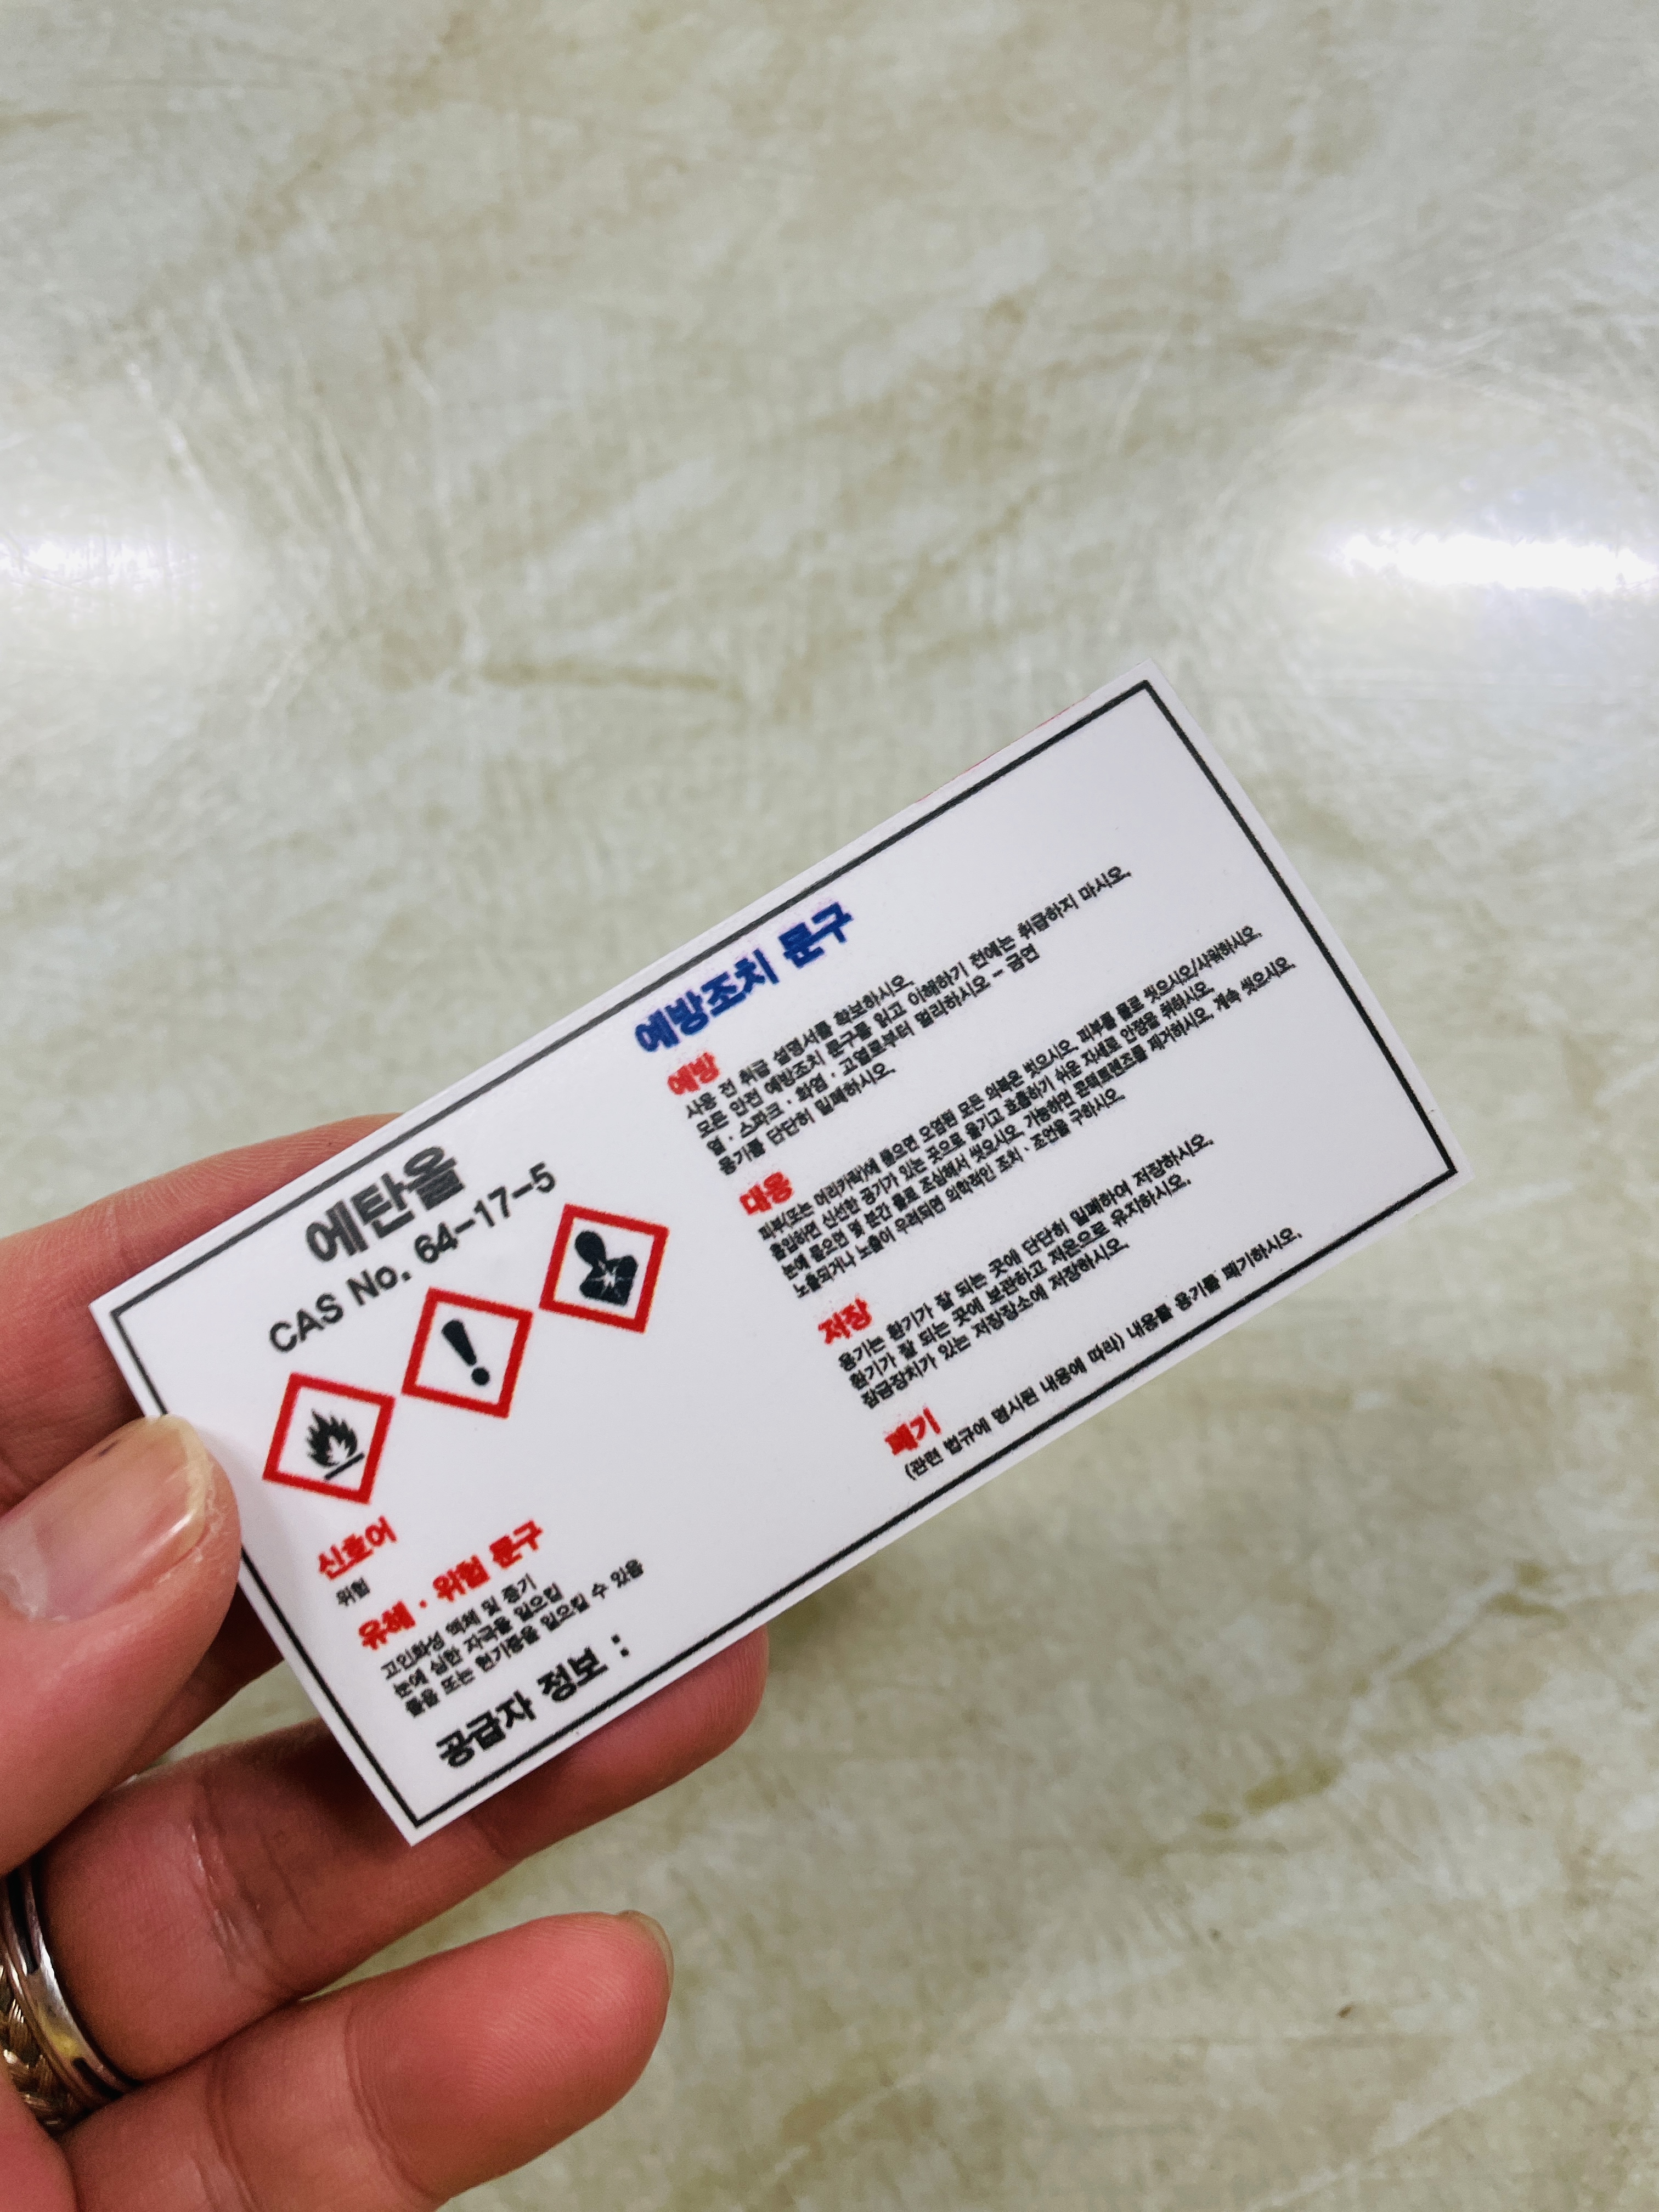 에탄올
CAS No. 64-17-5
신호어
위험
유해 · 위험 문구
고인화성 액체 및 증기
눈에 심한 자극을 일으킴
졸음 또는 현기증을 일으킬 수 있음
공급자 정보 :
예방조치 문구
예방
사용 전 취급 설명서를 확보하시오.
모든 안전 예방조치 문구를 읽고 이해하기 전에는 취급하지 마시오.
열 · 스파크 · 화염 · 고열로부터 멀리하시오 - 금연
용기를 단단히 밀폐하시오.
대응
피부(또는 머리카락)에 묻으면 오염된 모든 의복은 벗으시오. 피부를 물로 씻으시오/샤워하시오.
흡입하면 신선한 공기가 있는 곳으로 옮기고 호흡하기 쉬운 자세로 안정을 취하시오.
눈에 묻으면 몇 분간 물로 조심해서 씻으시오. 가능하면 콘택트렌즈를 제거하시오. 계속 씻으시오.
노출되거나 노출이 우려되면 의학적인 조치 · 조언을 구하시오.
저장
용기는 환기가 잘 되는 곳에 단단히 밀폐하여 저장하시오.
환기가 잘 되는 곳에 보관하고 저온으로 유지하시오.
잠금장치가 있는 저장장소에 저장하시오.
폐기
(관련 법규에 명시된 내용에 따라) 내용물 용기를 폐기하시오.